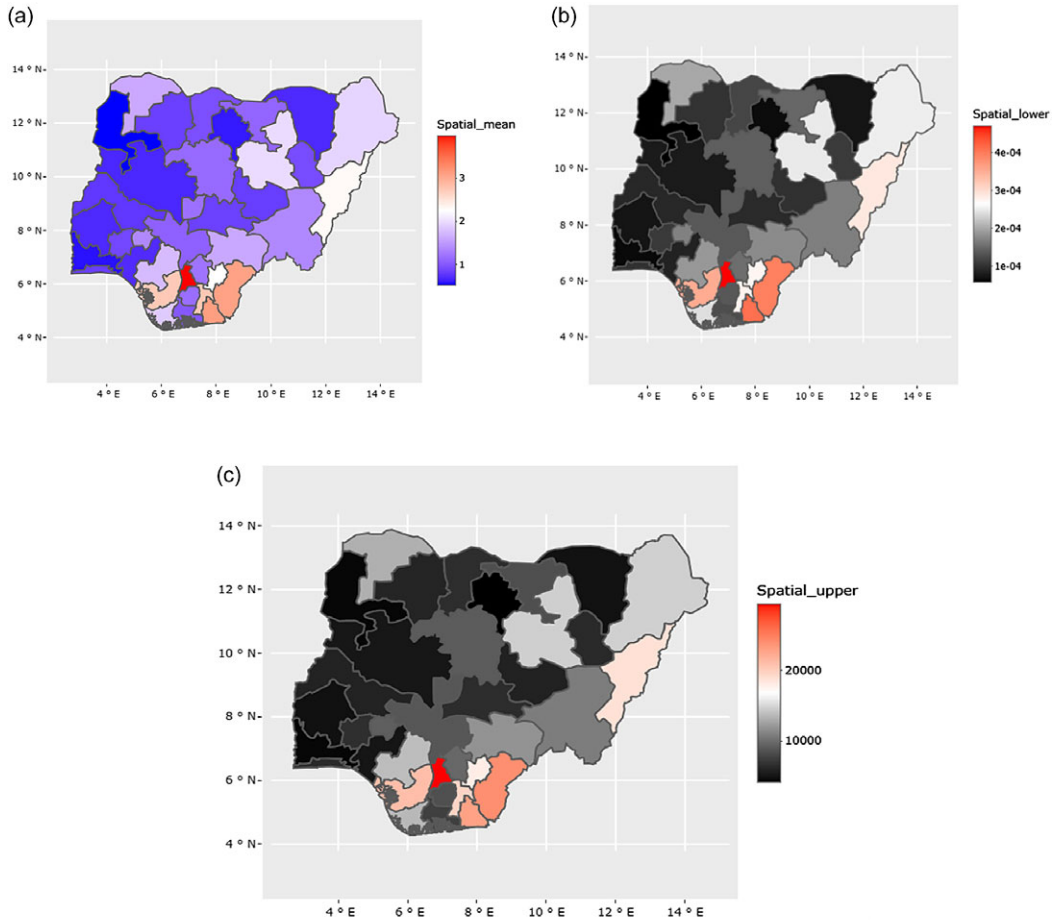 (a)
14 ° N
12 ° N
10 ° N
8 ° N
6 ° N
4 ° N
4 ° E
6 ° E
8 ° E
10 ° E
12 ° E
14 ° E
Spatial_mean
3
2
1
(b)
14 ° N
12 ° N
10 ° N
8 ° N
6 ° N
4 ° N
4 ° E
6 ° E
8 ° E
10 ° E
12 ° E
14 ° E
Spatial_lower
4e-04
3e-04
2e-04
1e-04
(c)
14 ° N
12 ° N
10 ° N
8 ° N
6 ° N
4 ° N
4 ° E
6 ° E
8 ° E
10 ° E
12 ° E
14 ° E
Spatial_upper
20000
10000